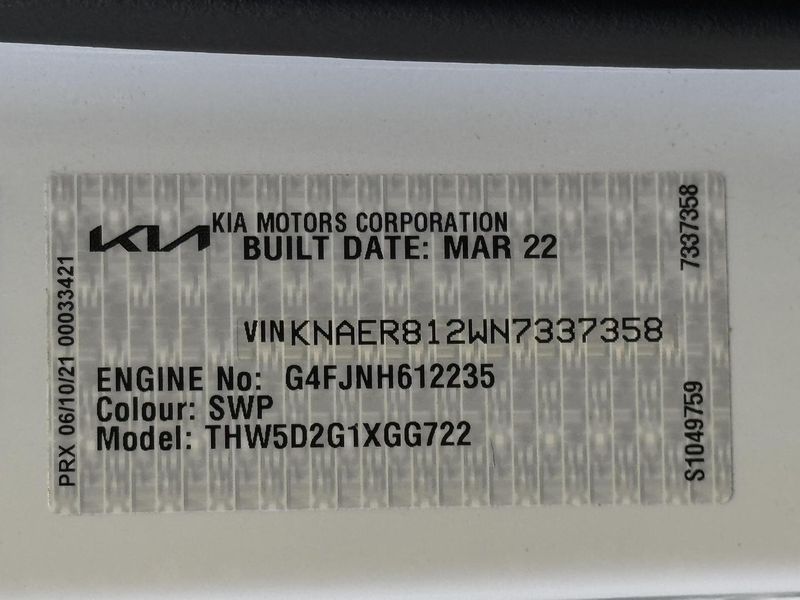 KIA
KIA MOTORS CORPORATION
BUILT DATE: MAR 22
VIN KNAER812WN7337358
ENGINE No: G4FJNH612235
Colour: SWP
Model: THW5D2G1XGG722
PRX 06/10/21 00033421
7337358
S1049759